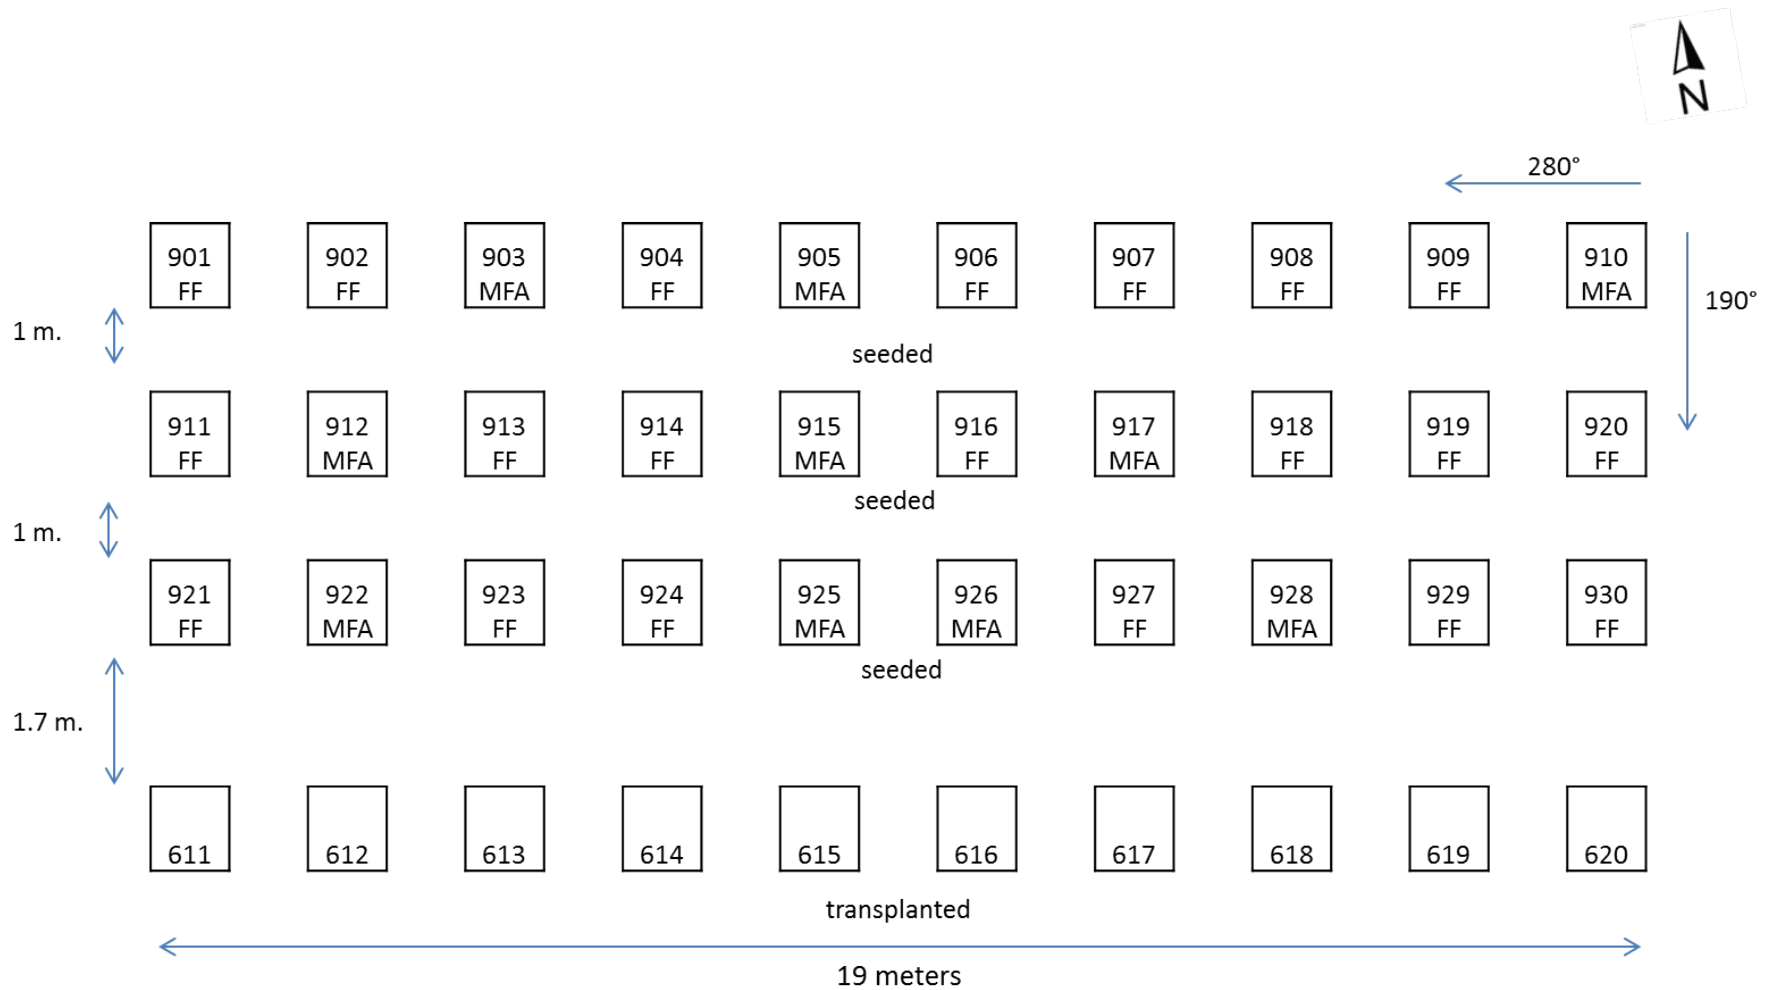 N
280°
901 902 903 904 905 906 907 908 909 910
FF FF MFA FF MFA FF FF FF FF MFA
190°
1 m.
seeded
911 912 913 914 915 916 917 918 919 920
FF MFA FF FF MFA FF MFA FF FF FF
seeded
1 m.
921 922 923 924 925 926 927 928 929 930
FF MFA FF FF MFA MFA FF MFA FF FF
seeded
1.7 m.
611 612 613 614 615 616 617 618 619 620
transplanted
19 meters